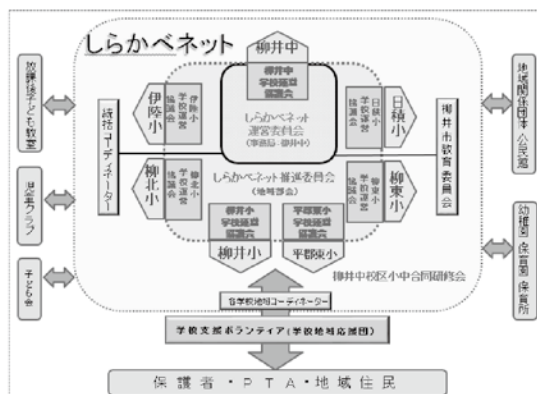 しらかべネット
柳井中
柳井中
学校運営
協議会
しらかべネット
運営委員会
(事務局:柳井中)
しらかべネット推進委員会
(地域部会)
伊陸小
伊陸小
学校運営
協議会
日積小
日積小
学校運営
協議会
柳北小
柳北小
学校運営
協議会
柳東小
柳東小
学校運営
協議会
柳井小
学校運営
協議会
柳井小
平郡東小
学校運営
協議会
平郡東小
統括コーディネーター
柳井市教育委員会
放課後子ども教室
児童クラブ
子ども会
地域関係団体 公民館
幼稚園 保育園 保育所
柳井中校区小中合同研修会
各学校地域コーディネーター
学校支援ボランティア(学校地域応援団)
保護者・PTA・地域住民